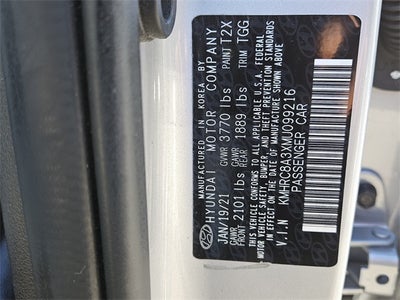 MANUFACTURED IN KOREA BY
HYUNDAI MOTOR COMPANY PAINT T2X
JAN/19/21 GVWR 3770 lbs TRIM TGG
GAWR FRONT 2101 lbs GAWR REAR 1889 lbs
THIS VEHICLE CONFORMS TO ALL APPLICABLE U.S.A. FEDERAL
MOTOR VEHICLE SAFETY, BUMPER, AND THEFT PREVENTION STANDARDS
IN EFFECT ON THE DATE OF MANUFACTURE SHOWN ABOVE
V.I.N KMHRC8A3XMU099216
PASSENGER CAR